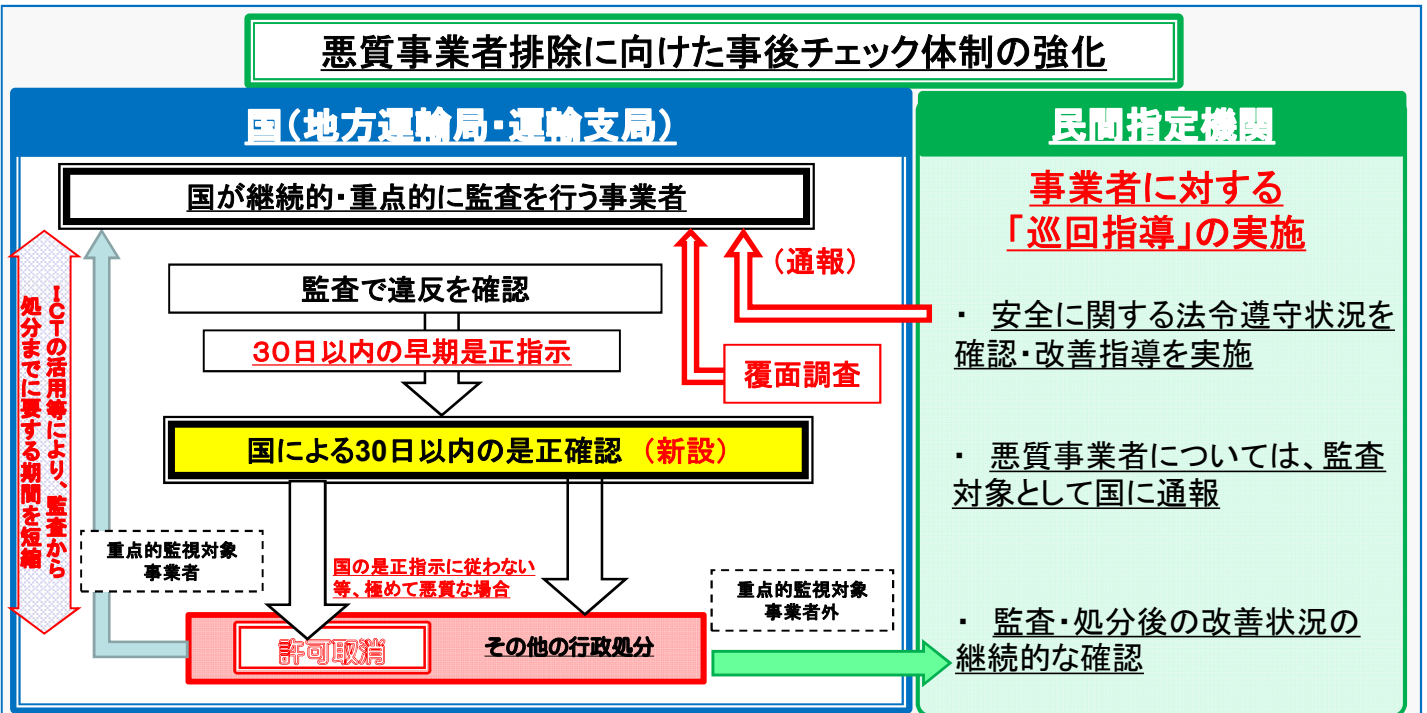 悪質事業者排除に向けた事後チェック体制の強化
国（地方運輸局・運輸支局）
国が継続的・重点的に監査を行う事業者
（通報）
監査で違反を確認
30日以内の早期是正指示
覆面調査
国による30日以内の是正確認 （新設）
ICTの活用等により、監査から
処分までに要する期間を短縮
重点的監視対象
事業者
国の是正指示に従わない
等、極めて悪質な場合
重点的監視対象
事業者外
許可取消
その他の行政処分
民間指定機関
事業者に対する
「巡回指導」の実施
・ 安全に関する法令遵守状況を
確認・改善指導を実施
・ 悪質事業者については、監査
対象として国に通報
・ 監査・処分後の改善状況の
継続的な確認